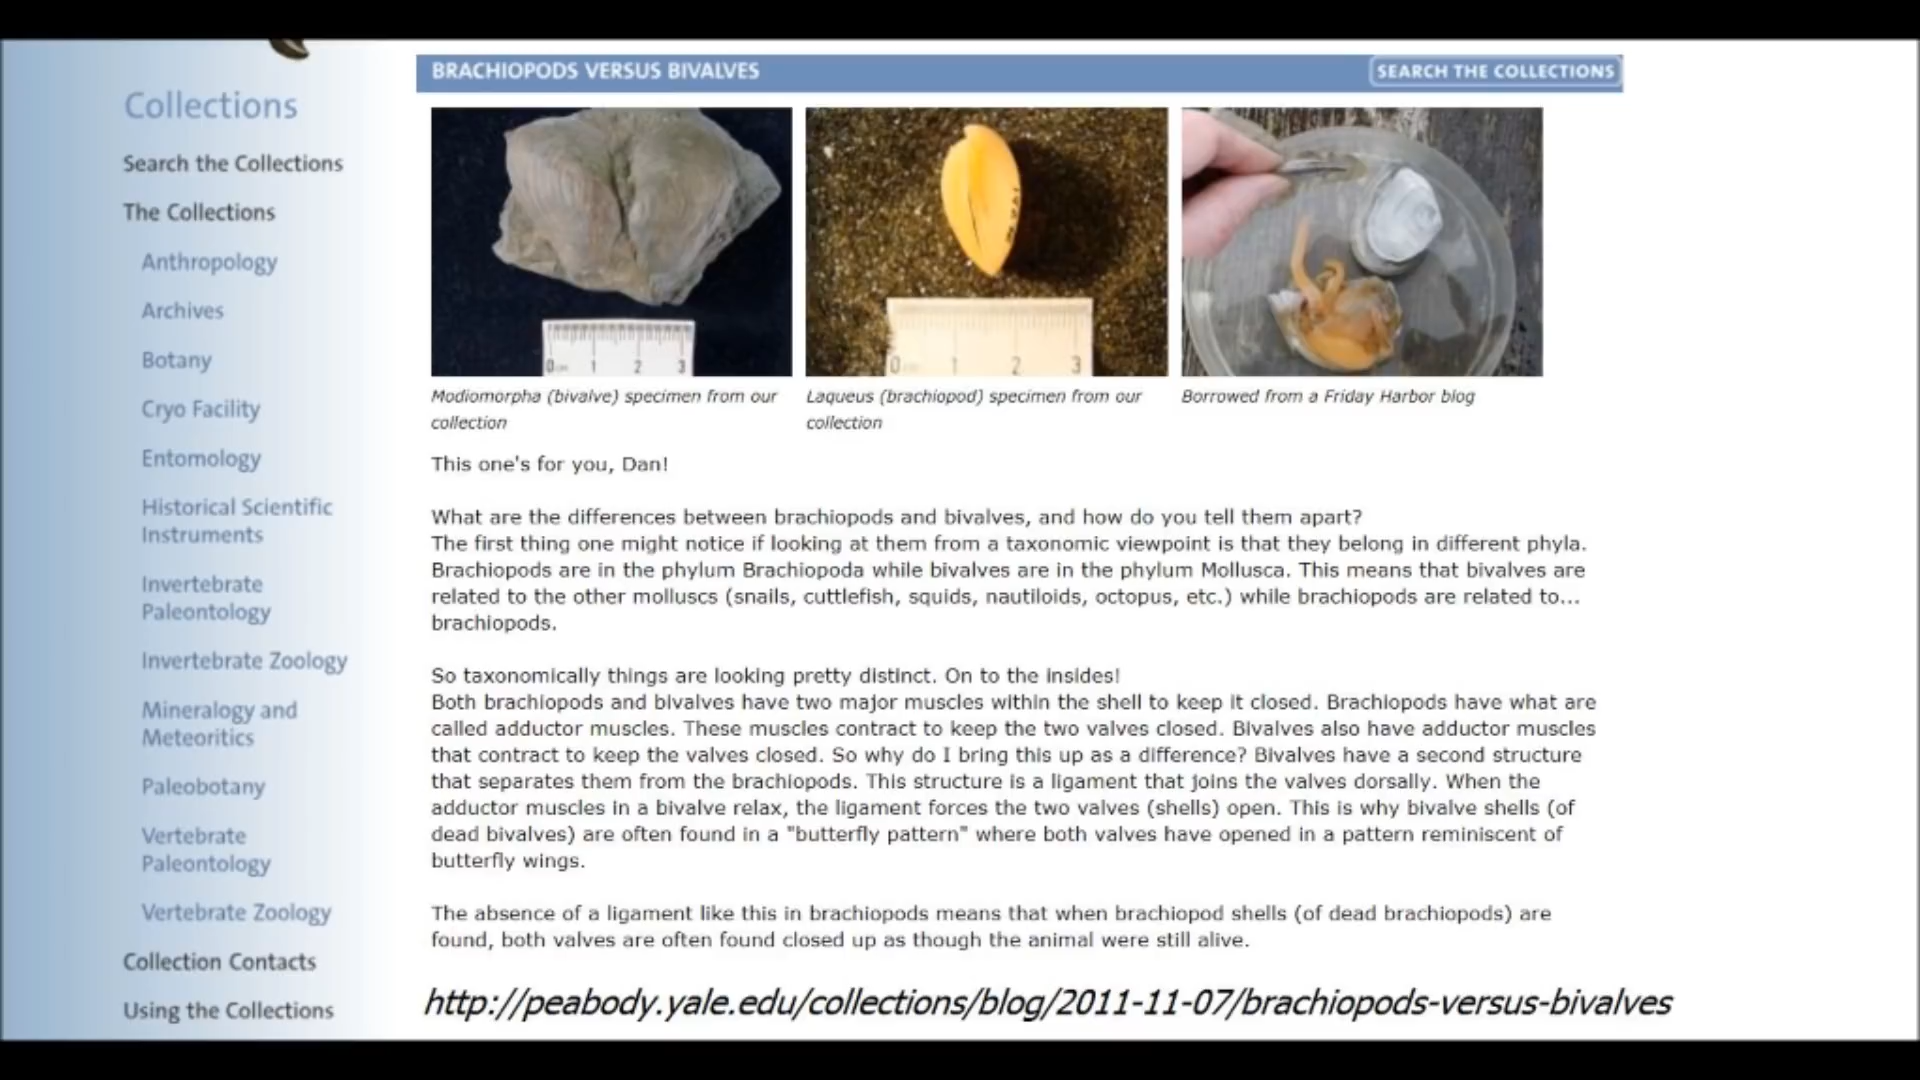 Collections
Search the Collections
The Collections
Anthropology
Archives
Botany
Cryo Facility
Entomology
Historical Scientific
Instruments
Invertebrate
Paleontology
Invertebrate Zoology
Mineralogy and
Meteoritics
Paleobotany
Vertebrate
Paleontology
Vertebrate Zoology
Collection Contacts
Using the Collections
BRACHIOPODS VERSUS BIVALVES
SEARCH THE COLLECTIONS
0 cm 1 2 3
0 1 2 3
Modiomorpha (bivalve) specimen from our
collection
Laqueus (brachiopod) specimen from our
collection
Borrowed from a Friday Harbor blog
This one's for you, Dan!
What are the differences between brachiopods and bivalves, and how do you tell them apart?
The first thing one might notice if looking at them from a taxonomic viewpoint is that they belong in different phyla.
Brachiopods are in the phylum Brachiopoda while bivalves are in the phylum Mollusca. This means that bivalves are
related to the other molluscs (snails, cuttlefish, squids, nautiloids, octopus, etc.) while brachiopods are related to...
brachiopods.
So taxonomically things are looking pretty distinct. On to the insides!
Both brachiopods and bivalves have two major muscles within the shell to keep it closed. Brachiopods have what are
called adductor muscles. These muscles contract to keep the two valves closed. Bivalves also have adductor muscles
that contract to keep the valves closed. So why do I bring this up as a difference? Bivalves have a second structure
that separates them from the brachiopods. This structure is a ligament that joins the valves dorsally. When the
adductor muscles in a bivalve relax, the ligament forces the two valves (shells) open. This is why bivalve shells (of
dead bivalves) are often found in a "butterfly pattern" where both valves have opened in a pattern reminiscent of
butterfly wings.
The absence of a ligament like this in brachiopods means that when brachiopod shells (of dead brachiopods) are
found, both valves are often found closed up as though the animal were still alive.
http://peabody.yale.edu/collections/blog/2011-11-07/brachiopods-versus-bivalves